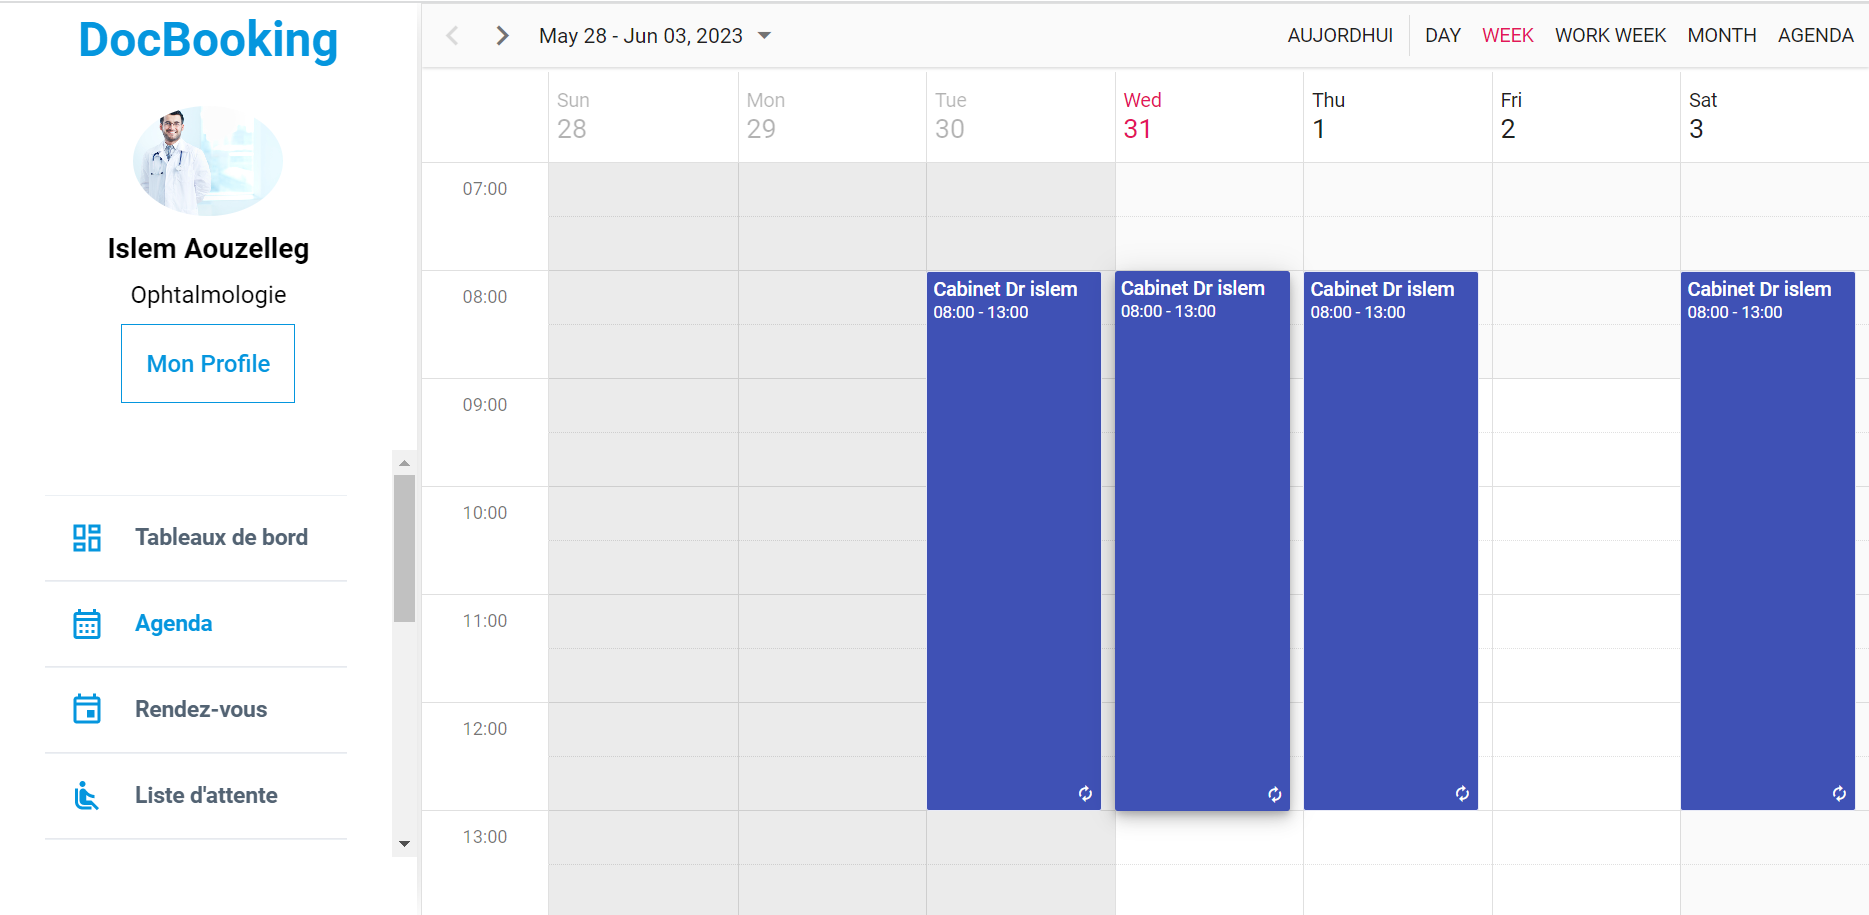 DocBooking
Islem Aouzelleg
Ophtalmologie
Mon Profile
Tableaux de bord
Agenda
Rendez-vous
Liste d'attente
May 28 - Jun 03, 2023
AUJORDHUI DAY WEEK WORK WEEK MONTH AGENDA
Sun Mon Tue Wed Thu Fri Sat
28 29 30 31 1 2 3
07:00
08:00
Cabinet Dr islem Cabinet Dr islem Cabinet Dr islem Cabinet Dr islem
08:00 - 13:00 08:00 - 13:00 08:00 - 13:00 08:00 - 13:00
09:00
10:00
11:00
12:00
13:00